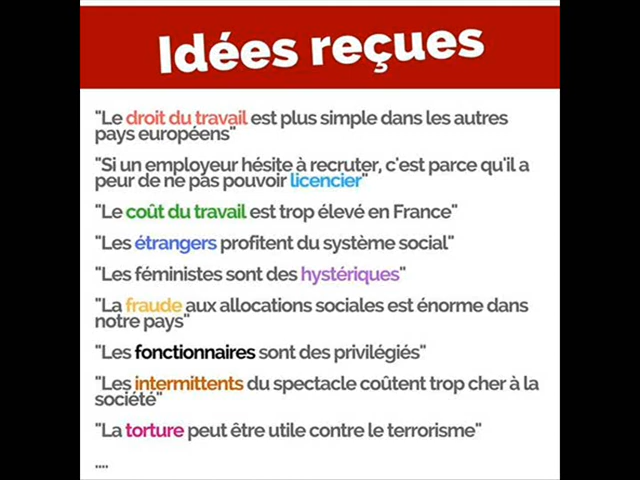 Idées reçues
"Le droit du travail est plus simple dans les autres
pays européens"
"Si un employeur hésite à recruter, c'est parce qu'il a
peur de ne pas pouvoir licencier"
"Le coût du travail est trop élevé en France"
"Les étrangers profitent du système social"
"Les féministes sont des hystériques"
"La fraude aux allocations sociales est énorme dans
notre pays"
"Les fonctionnaires sont des privilégiés"
"Les intermittents du spectacle coûtent trop cher à la
société"
"La torture peut être utile contre le terrorisme"
....